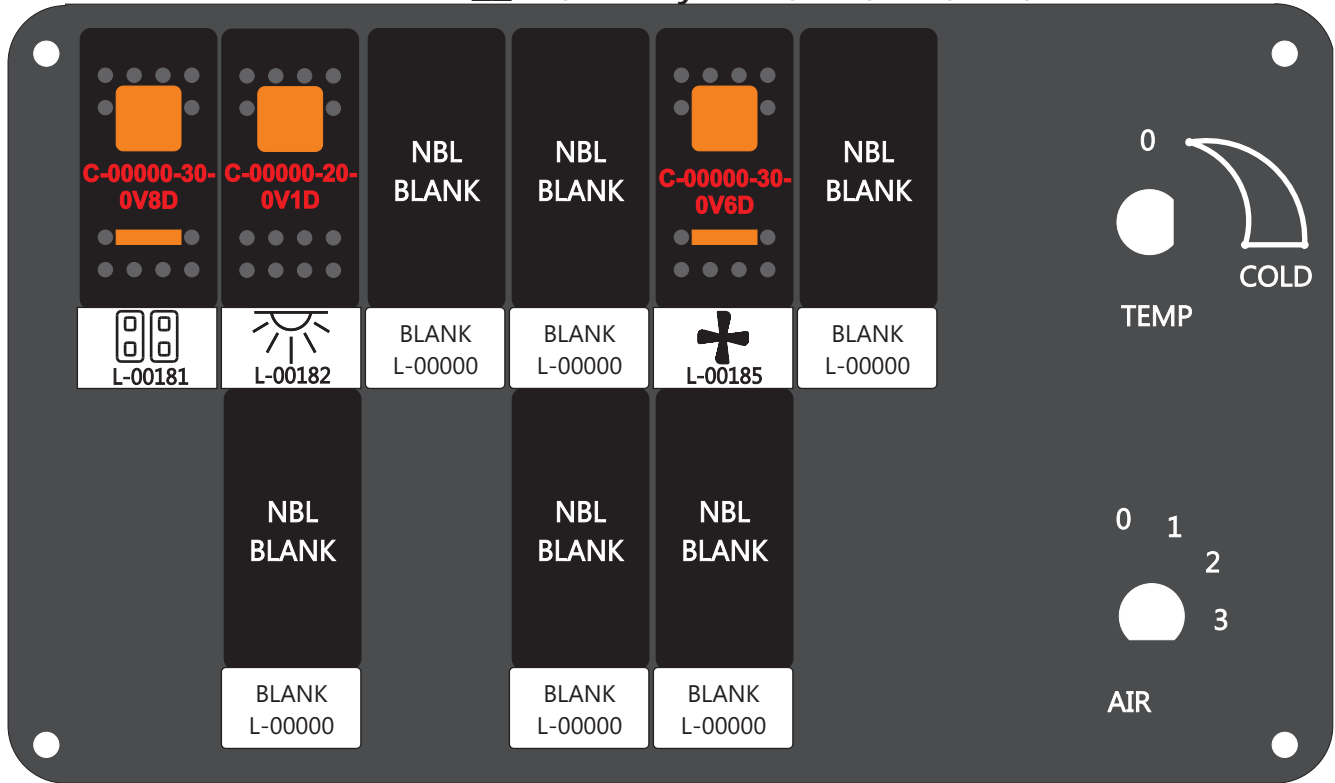 C-00000-30-
0V8D
C-00000-20-
0V1D
NBL
BLANK
NBL
BLANK
C-00000-30-
0V6D
NBL
BLANK
0
COLD
TEMP
L-00181
L-00182
BLANK
L-00000
BLANK
L-00000
L-00185
BLANK
L-00000
NBL
BLANK
NBL
BLANK
NBL
BLANK
0
1
2
3
AIR
BLANK
L-00000
BLANK
L-00000
BLANK
L-00000